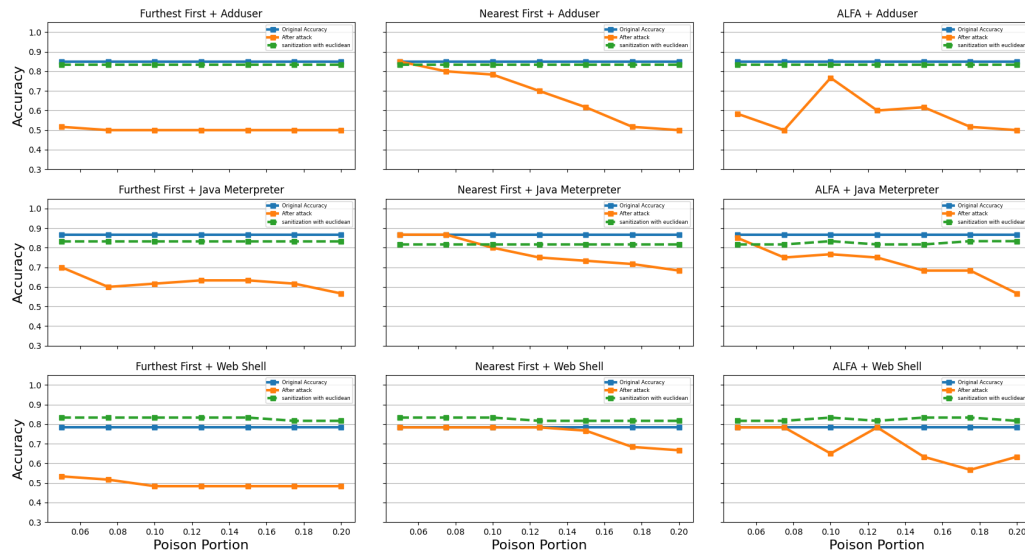 Furthest First + Adduser
Nearest First + Adduser
ALFA + Adduser
Accuracy
1.0
0.9
0.8
0.7
0.6
0.5
0.4
0.3
Original Accuracy
After attack
sanitization with euclidean
Original Accuracy
After attack
sanitization with euclidean
Original Accuracy
After attack
sanitization with euclidean
Furthest First + Java Meterpreter
Nearest First + Java Meterpreter
ALFA + Java Meterpreter
Accuracy
1.0
0.9
0.8
0.7
0.6
0.5
0.4
0.3
Original Accuracy
After attack
sanitization with euclidean
Original Accuracy
After attack
sanitization with euclidean
Original Accuracy
After attack
sanitization with euclidean
Furthest First + Web Shell
Nearest First + Web Shell
ALFA + Web Shell
Accuracy
1.0
0.9
0.8
0.7
0.6
0.5
0.4
0.3
Original Accuracy
After attack
sanitization with euclidean
Original Accuracy
After attack
sanitization with euclidean
Original Accuracy
After attack
sanitization with euclidean
0.06 0.08 0.10 0.12 0.14 0.16 0.18 0.20
0.06 0.08 0.10 0.12 0.14 0.16 0.18 0.20
0.06 0.08 0.10 0.12 0.14 0.16 0.18 0.20
Poison Portion
Poison Portion
Poison Portion